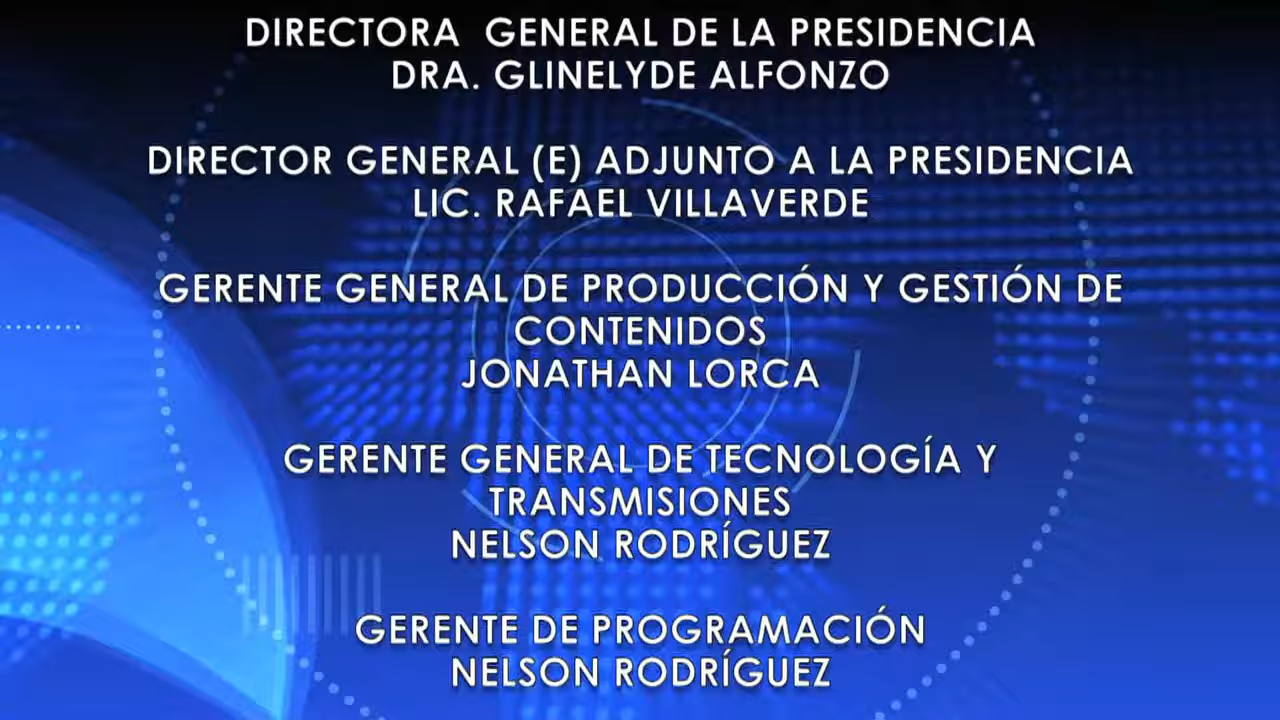 DIRECTORA GENERAL DE LA PRESIDENCIA
DRA. GLINELYDE ALFONZO
DIRECTOR GENERAL (E) ADJUNTO A LA PRESIDENCIA
LIC. RAFAEL VILLAVERDE
GERENTE GENERAL DE PRODUCCIÓN Y GESTIÓN DE
CONTENIDOS
JONATHAN LORCA
GERENTE GENERAL DE TECNOLOGÍA Y
TRANSMISIONES
NELSON RODRÍGUEZ
GERENTE DE PROGRAMACIÓN
NELSON RODRÍGUEZ